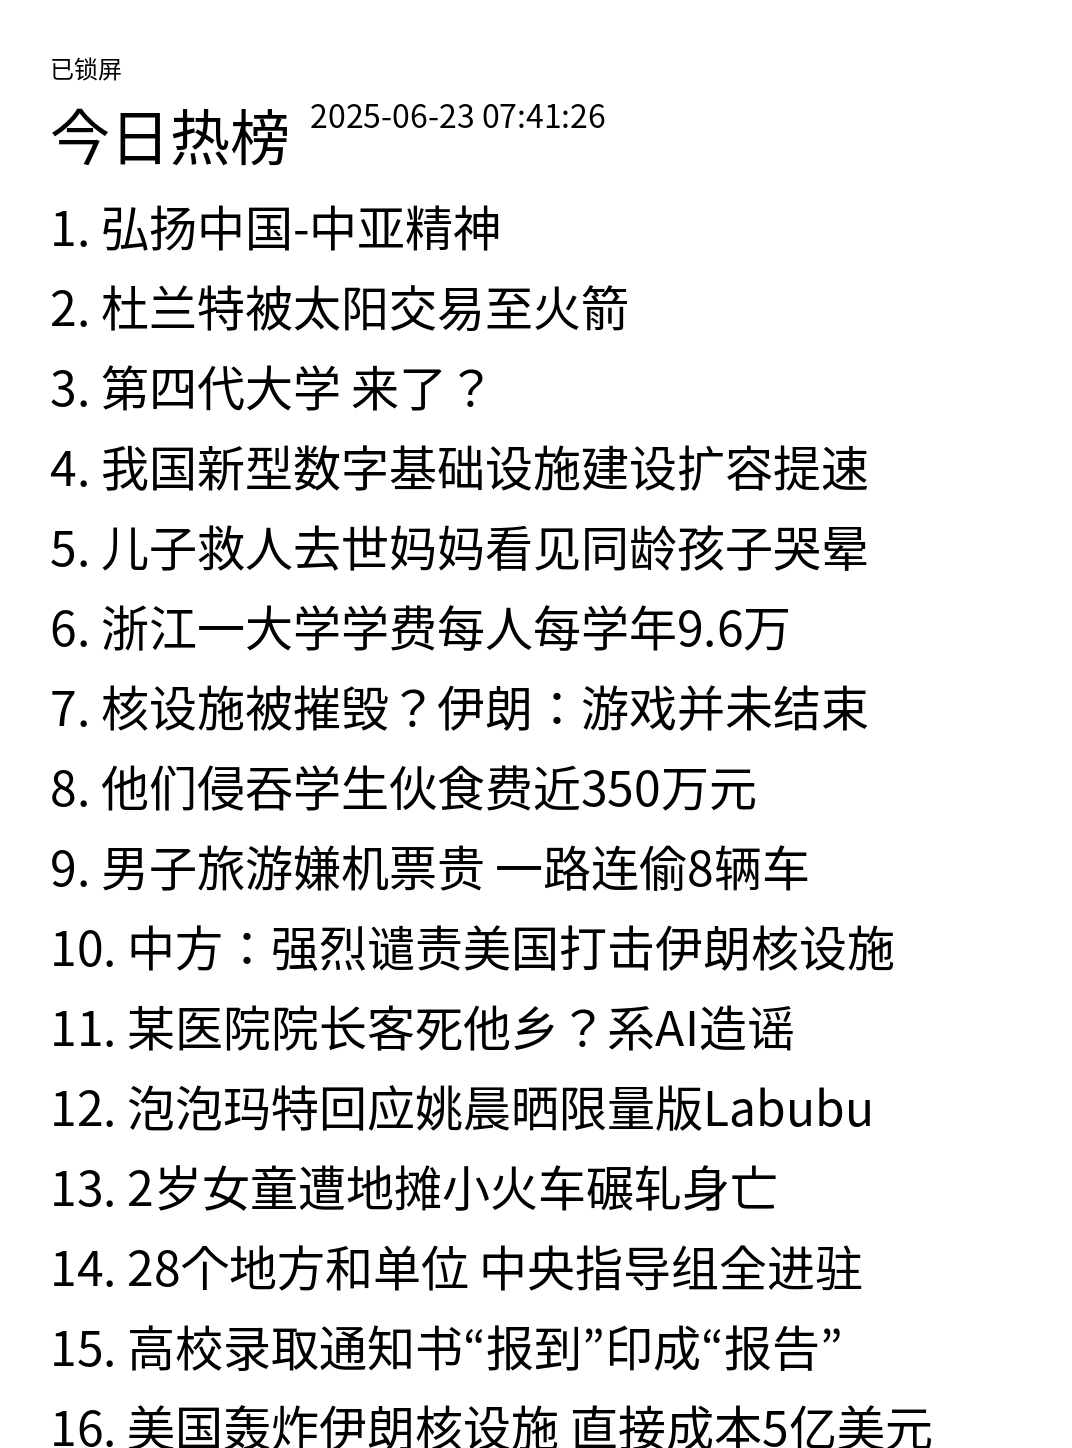 已锁屏
今日热榜 2025-06-23 07:41:26
1. 弘扬中国-中亚精神
2. 杜兰特被太阳交易至火箭
3. 第四代大学 来了？
4. 我国新型数字基础设施建设扩容提速
5. 儿子救人去世妈妈看见同龄孩子哭晕
6. 浙江一大学学费每人每学年9.6万
7. 核设施被摧毁？伊朗：游戏并未结束
8. 他们侵吞学生伙食费近350万元
9. 男子旅游嫌机票贵 一路连偷8辆车
10. 中方：强烈谴责美国打击伊朗核设施
11. 某医院院长客死他乡？系AI造谣
12. 泡泡玛特回应姚晨晒限量版Labubu
13. 2岁女童遭地摊小火车碾轧身亡
14. 28个地方和单位 中央指导组全进驻
15. 高校录取通知书“报到”印成“报告”
16. 美国轰炸伊朗核设施 直接成本5亿美元